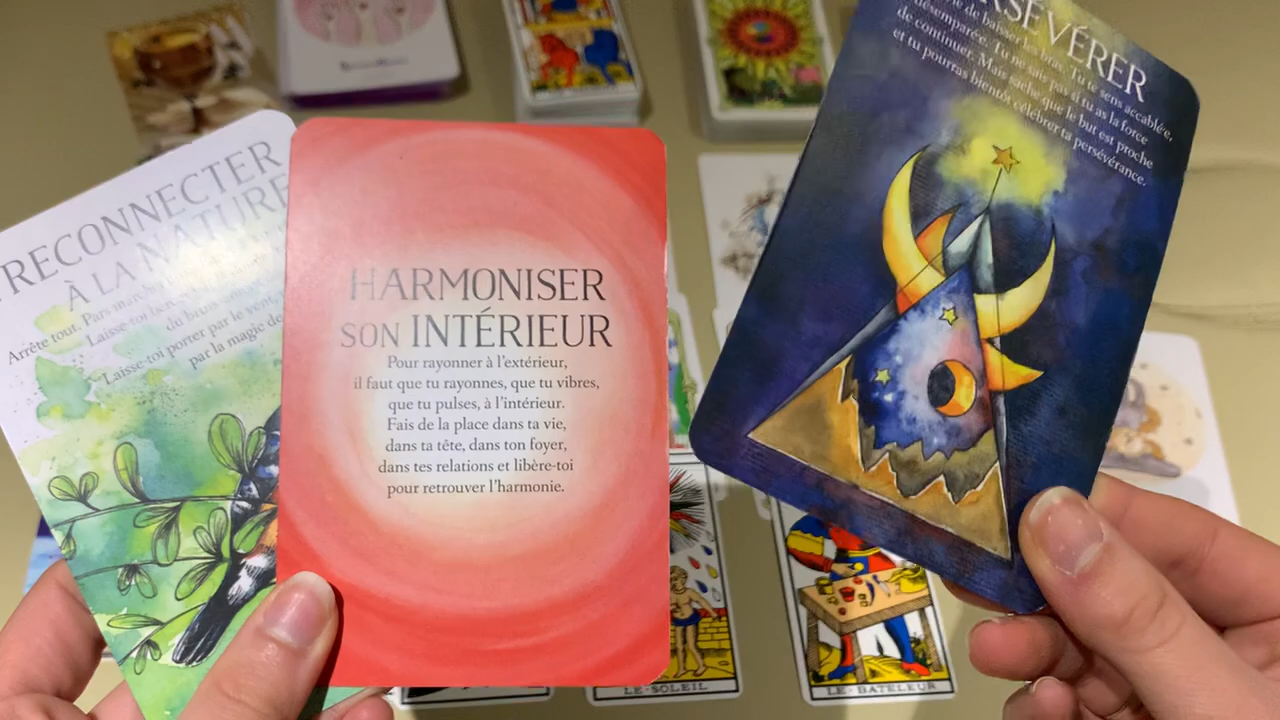 RECONNECTER
À LA NATURE
Arrête tout. Pars
Laisse-toi
du
Laisse-toi porter par le vent,
par la magie de
HARMONISER
SON INTÉRIEUR
Pour rayonner à l'extérieur,
il faut que tu rayonnes, que tu vibres,
que tu pulses, à l'intérieur.
Fais de la place dans ta vie,
dans ta tête, dans ton foyer,
dans tes relations et libère-toi
pour retrouver l'harmonie.
RSÉVÉRER
de baisser les bras. Tu te sens accablée,
désemparée. Tu ne sais pas si tu as la force
de continuer. Mais sache que le but est proche
et tu pourras bientôt célébrer ta persévérance.
LE·SOLEIL
LE·BATELEUR